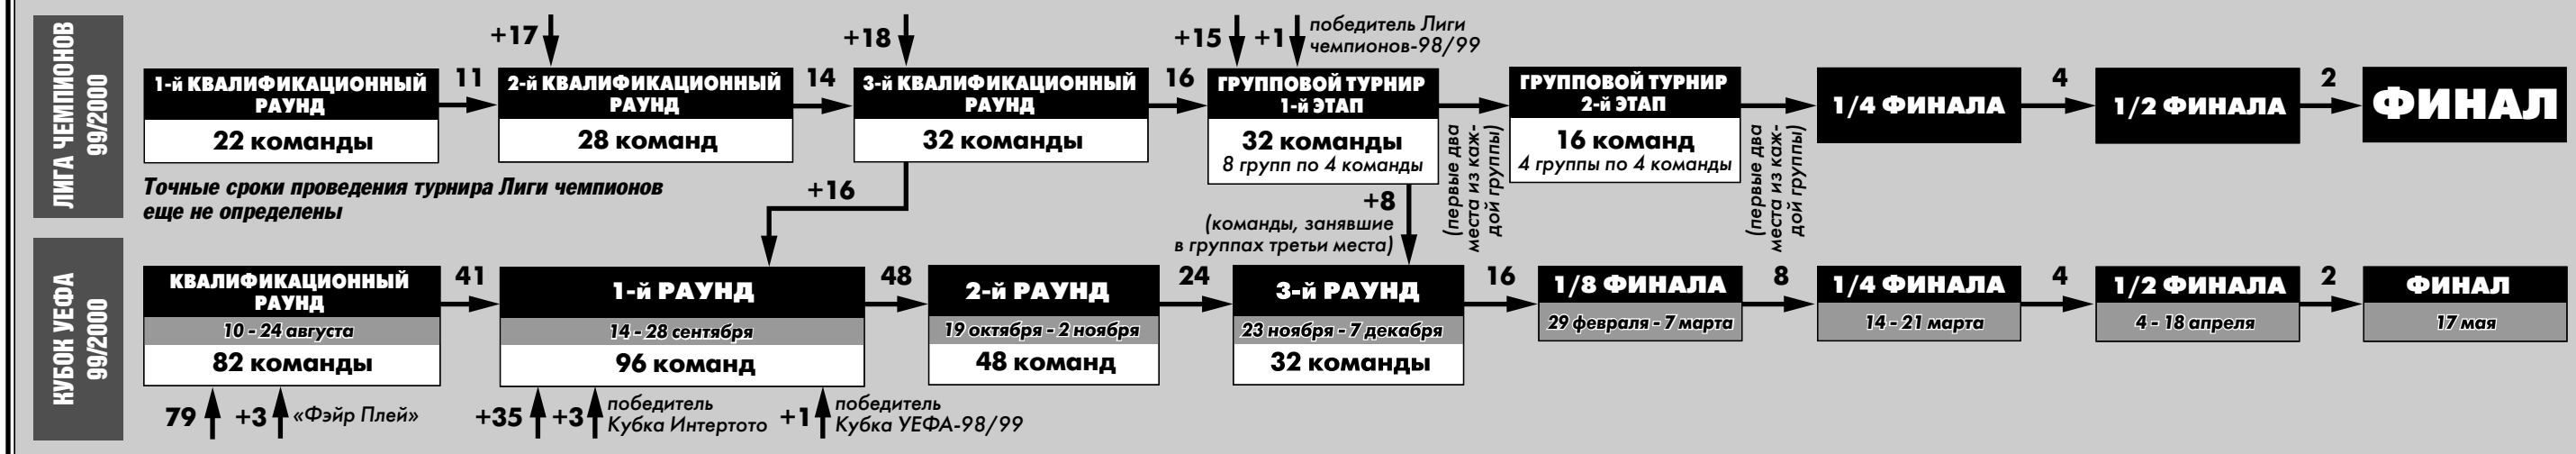 ЛИГА ЧЕМПИОНОВ
99/2000
1-й КВАЛИФИКАЦИОННЫЙ
РАУНД
22 команды
11
+17
2-й КВАЛИФИКАЦИОННЫЙ
РАУНД
28 команд
14
+18
3-й КВАЛИФИКАЦИОННЫЙ
РАУНД
32 команды
16
+15
+1
победитель Лиги
чемпионов-98/99
ГРУППОВОЙ ТУРНИР
1-й ЭТАП
32 команды
8 групп по 4 команды
(первые два
места из каж-
дой группы)
ГРУППОВОЙ ТУРНИР
2-й ЭТАП
16 команд
4 группы по 4 команды
(первые два
места из каж-
дой группы)
1/4 ФИНАЛА
4
1/2 ФИНАЛА
2
ФИНАЛ
Точные сроки проведения турнира Лиги чемпионов
еще не определены
+16
+8
(команды, занявшие
в группах третьи места)
КУБОК УЕФА
99/2000
КВАЛИФИКАЦИОННЫЙ
РАУНД
10 - 24 августа
82 команды
79
+3
«Фэйр Плей»
41
1-й РАУНД
14 - 28 сентября
96 команд
+35
+3
победитель
Кубка Интертото
+1
победитель
Кубка УЕФА-98/99
48
2-й РАУНД
19 октября - 2 ноября
48 команд
24
3-й РАУНД
23 ноября - 7 декабря
32 команды
16
1/8 ФИНАЛА
29 февраля - 7 марта
8
1/4 ФИНАЛА
14 - 21 марта
4
1/2 ФИНАЛА
4 - 18 апреля
2
ФИНАЛ
17 мая